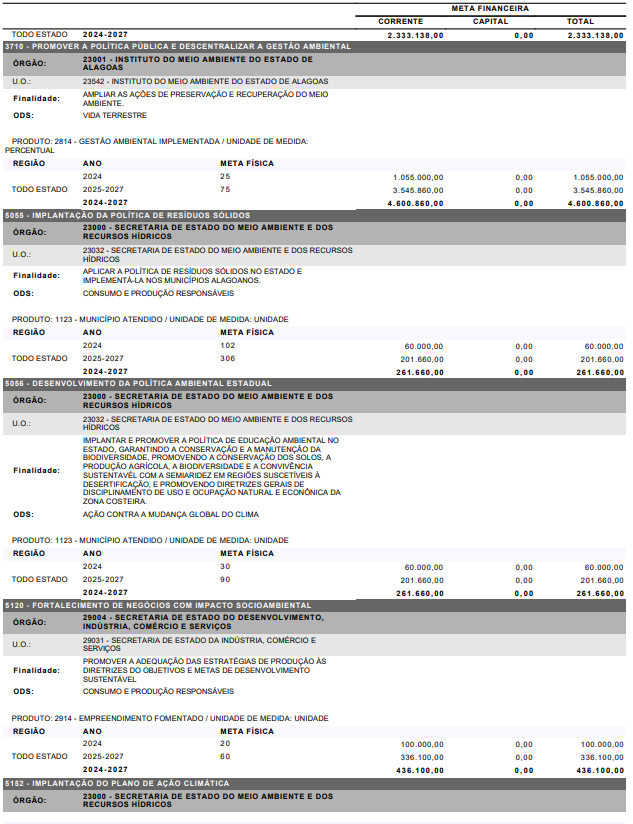 META FINANCEIRA
CORRENTE CAPITAL TOTAL
TODO ESTADO 2024-2027 2.333.138,00 0,00 2.333.138,00
3710 - PROMOVER A POLÍTICA PÚBLICA E DESCENTRALIZAR A GESTÃO AMBIENTAL
ÓRGÃO: 23001 - INSTITUTO DO MEIO AMBIENTE DO ESTADO DE
ALAGOAS
U.O.: 23542 - INSTITUTO DO MEIO AMBIENTE DO ESTADO DE ALAGOAS
Finalidade: AMPLIAR AS AÇÕES DE PRESERVAÇÃO E RECUPERAÇÃO DO MEIO
AMBIENTE.
ODS: VIDA TERRESTRE
PRODUTO: 2814 - GESTÃO AMBIENTAL IMPLEMENTADA / UNIDADE DE MEDIDA:
PERCENTUAL
REGIÃO ANO META FÍSICA
2024 25 1.055.000,00 0,00 1.055.000,00
TODO ESTADO 2025-2027 75 3.545.860,00 0,00 3.545.860,00
2024-2027 4.600.860,00 0,00 4.600.860,00
5055 - IMPLANTAÇÃO DA POLÍTICA DE RESÍDUOS SÓLIDOS
ÓRGÃO: 23000 - SECRETARIA DE ESTADO DO MEIO AMBIENTE E DOS
RECURSOS HÍDRICOS
U.O.: 23032 - SECRETARIA DE ESTADO DO MEIO AMBIENTE E DOS RECURSOS
HÍDRICOS
Finalidade: APLICAR A POLÍTICA DE RESÍDUOS SÓLIDOS NO ESTADO E
IMPLEMENTÁ-LA NOS MUNICÍPIOS ALAGOANOS.
ODS: CONSUMO E PRODUÇÃO RESPONSÁVEIS
PRODUTO: 1123 - MUNICÍPIO ATENDIDO / UNIDADE DE MEDIDA: UNIDADE
REGIÃO ANO META FÍSICA
2024 102 60.000,00 0,00 60.000,00
TODO ESTADO 2025-2027 306 201.660,00 0,00 201.660,00
2024-2027 261.660,00 0,00 261.660,00
5056 - DESENVOLVIMENTO DA POLÍTICA AMBIENTAL ESTADUAL
ÓRGÃO: 23000 - SECRETARIA DE ESTADO DO MEIO AMBIENTE E DOS
RECURSOS HÍDRICOS
U.O.: 23032 - SECRETARIA DE ESTADO DO MEIO AMBIENTE E DOS RECURSOS
HÍDRICOS
IMPLANTAR E PROMOVER A POLÍTICA DE EDUCAÇÃO AMBIENTAL NO
ESTADO, GARANTINDO A CONSERVAÇÃO E A MANUTENÇÃO DA
BIODIVERSIDADE, PROMOVENDO A CONSERVAÇÃO DOS SOLOS, A
Finalidade: PRODUÇÃO AGRÍCOLA, A BIODIVERSIDADE E A CONVIVÊNCIA
SUSTENTAVÉL COM A SEMIARIDEZ EM REGIÕES SUSCETÍVEIS À
DESERTIFICAÇÃO, E PROMOVENDO DIRETRIZES GERAIS DE
DISCIPLINAMENTO DE USO E OCUPAÇÃO NATURAL E ECONÔNICA DA
ZONA COSTEIRA.
ODS: AÇÃO CONTRA A MUDANÇA GLOBAL DO CLIMA
PRODUTO: 1123 - MUNICÍPIO ATENDIDO / UNIDADE DE MEDIDA: UNIDADE
REGIÃO ANO META FÍSICA
2024 30 60.000,00 0,00 60.000,00
TODO ESTADO 2025-2027 90 201.660,00 0,00 201.660,00
2024-2027 261.660,00 0,00 261.660,00
5120 - FORTALECIMENTO DE NEGÓCIOS COM IMPACTO SOCIOAMBIENTAL
ÓRGÃO: 29004 - SECRETARIA DE ESTADO DO DESENVOLVIMENTO,
INDÚSTRIA, COMÉRCIO E SERVIÇOS
U.O.: 29031 - SECRETARIA DE ESTADO DA INDÚSTRIA, COMÉRCIO E
SERVIÇOS
Finalidade: PROMOVER A ADEQUAÇÃO DAS ESTRATÉGIAS DE PRODUÇÃO ÀS
DIRETRIZES DO OBJETIVOS E METAS DE DESENVOLVIMENTO
SUSTENTÁVEL
ODS: CONSUMO E PRODUÇÃO RESPONSÁVEIS
PRODUTO: 2914 - EMPREENDIMENTO FOMENTADO / UNIDADE DE MEDIDA: UNIDADE
REGIÃO ANO META FÍSICA
2024 20 100.000,00 0,00 100.000,00
TODO ESTADO 2025-2027 60 336.100,00 0,00 336.100,00
2024-2027 436.100,00 0,00 436.100,00
5152 - IMPLANTAÇÃO DO PLANO DE AÇÃO CLIMÁTICA
ÓRGÃO: 23000 - SECRETARIA DE ESTADO DO MEIO AMBIENTE E DOS
RECURSOS HÍDRICOS